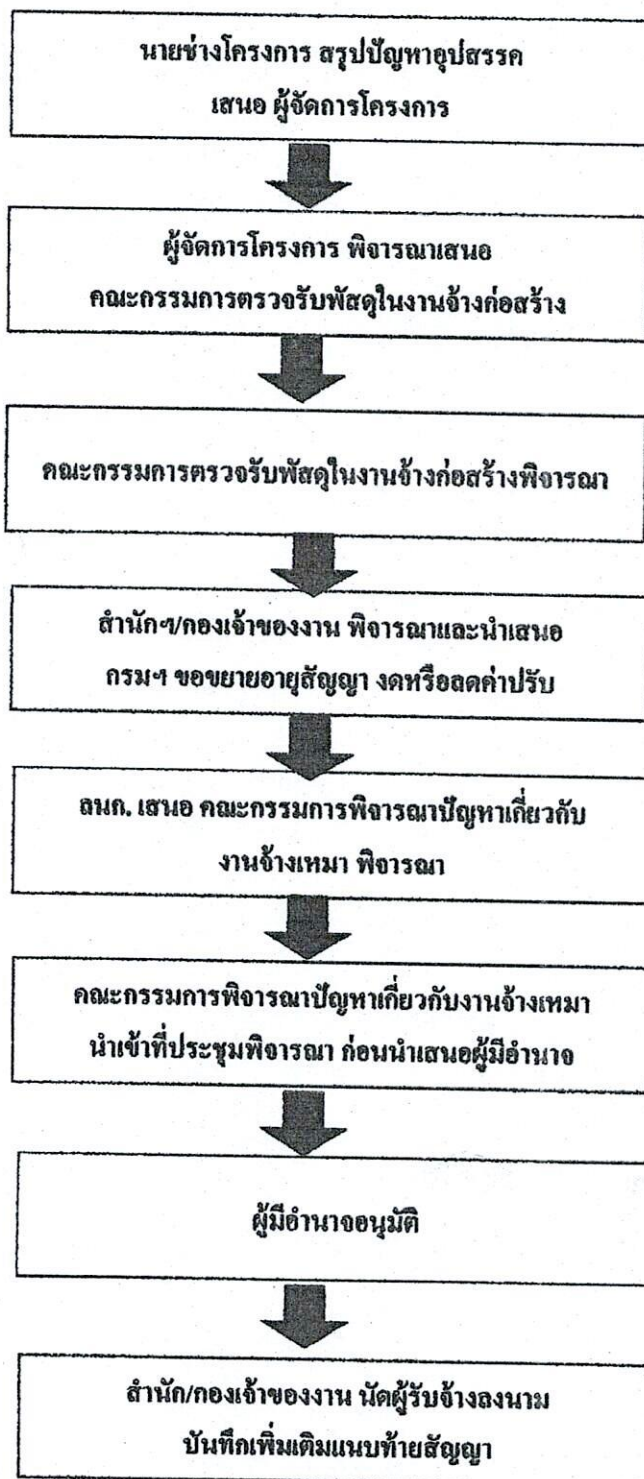 นายช่างโครงการ สรุปปัญหาอุปสรรค
เสนอ ผู้จัดการโครงการ
ผู้จัดการโครงการ พิจารณาเสนอ
คณะกรรมการตรวจรับพัสดุในงานจ้างก่อสร้าง
คณะกรรมการตรวจรับพัสดุในงานจ้างก่อสร้างพิจารณา
สำนักฯ/กองเจ้าของงาน พิจารณาและนำเสนอ
กรมฯ ขอขยายอายุสัญญา งดหรือลดค่าปรับ
ลนก. เสนอ คณะกรรมการพิจารณาปัญหาเกี่ยวกับ
งานจ้างเหมา พิจารณา
คณะกรรมการพิจารณาปัญหาเกี่ยวกับงานจ้างเหมา
นำเข้าที่ประชุมพิจารณา ก่อนนำเสนอผู้มีอำนาจ
ผู้มีอำนาจอนุมัติ
สำนัก/กองเจ้าของงาน นัดผู้รับจ้างลงนาม
บันทึกเพิ่มเติมแนบท้ายสัญญา